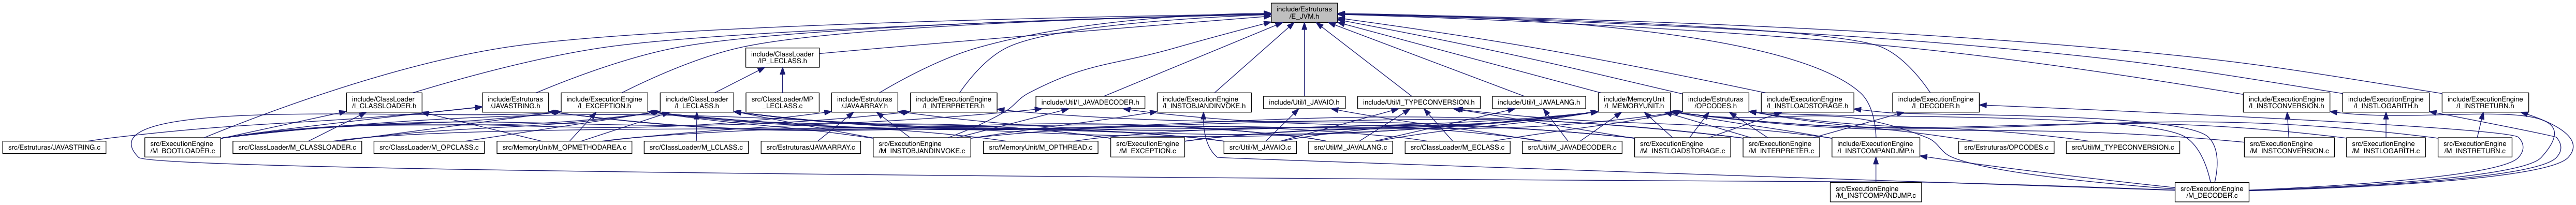 include/Estruturas
/E_JVM.h
include/ClassLoader
/IP_LECLASS.h
include/ClassLoader
/I_CLASSLOADER.h
include/Estruturas
/JAVASTRING.h
include/ExecutionEngine
/I_EXCEPTION.h
include/ClassLoader
/I_LECLASS.h
src/ClassLoader/MP
_LECLASS.c
include/Estruturas
/JAVAARRAY.h
include/ExecutionEngine
/I_INTERPRETER.h
include/Util/I_JAVADECODER.h
include/ExecutionEngine
/I_INSTOBJANDINVOKE.h
include/Util/I_JAVAIO.h
include/Util/I_TYPECONVERSION.h
include/Util/I_JAVALANG.h
include/MemoryUnit
/I_MEMORYUNIT.h
include/Estruturas
/OPCODES.h
include/ExecutionEngine
/I_INSTLOADSTORAGE.h
include/ExecutionEngine
/I_DECODER.h
include/ExecutionEngine
/I_INSTCONVERSION.h
include/ExecutionEngine
/I_INSTLOGARITH.h
include/ExecutionEngine
/I_INSTRETURN.h
src/Estruturas/JAVASTRING.c
src/ExecutionEngine
/M_BOOTLOADER.c
src/ClassLoader/M_CLASSLOADER.c
src/ClassLoader/M_OPCLASS.c
src/MemoryUnit/M_OPMETHODAREA.c
src/ClassLoader/M_LCLASS.c
src/Estruturas/JAVAARRAY.c
src/ExecutionEngine
/M_INSTOBJANDINVOKE.c
src/MemoryUnit/M_OPTHREAD.c
src/ExecutionEngine
/M_EXCEPTION.c
src/Util/M_JAVAIO.c
src/Util/M_JAVALANG.c
src/ClassLoader/M_ECLASS.c
src/Util/M_JAVADECODER.c
src/ExecutionEngine
/M_INSTLOADSTORAGE.c
src/ExecutionEngine
/M_INTERPRETER.c
include/ExecutionEngine
/I_INSTCOMPANDJMP.h
src/Estruturas/OPCODES.c
src/Util/M_TYPECONVERSION.c
src/ExecutionEngine
/M_INSTCONVERSION.c
src/ExecutionEngine
/M_INSTLOGARITH.c
src/ExecutionEngine
/M_INSTRETURN.c
src/ExecutionEngine
/M_INSTCOMPANDJMP.c
src/ExecutionEngine
/M_DECODER.c